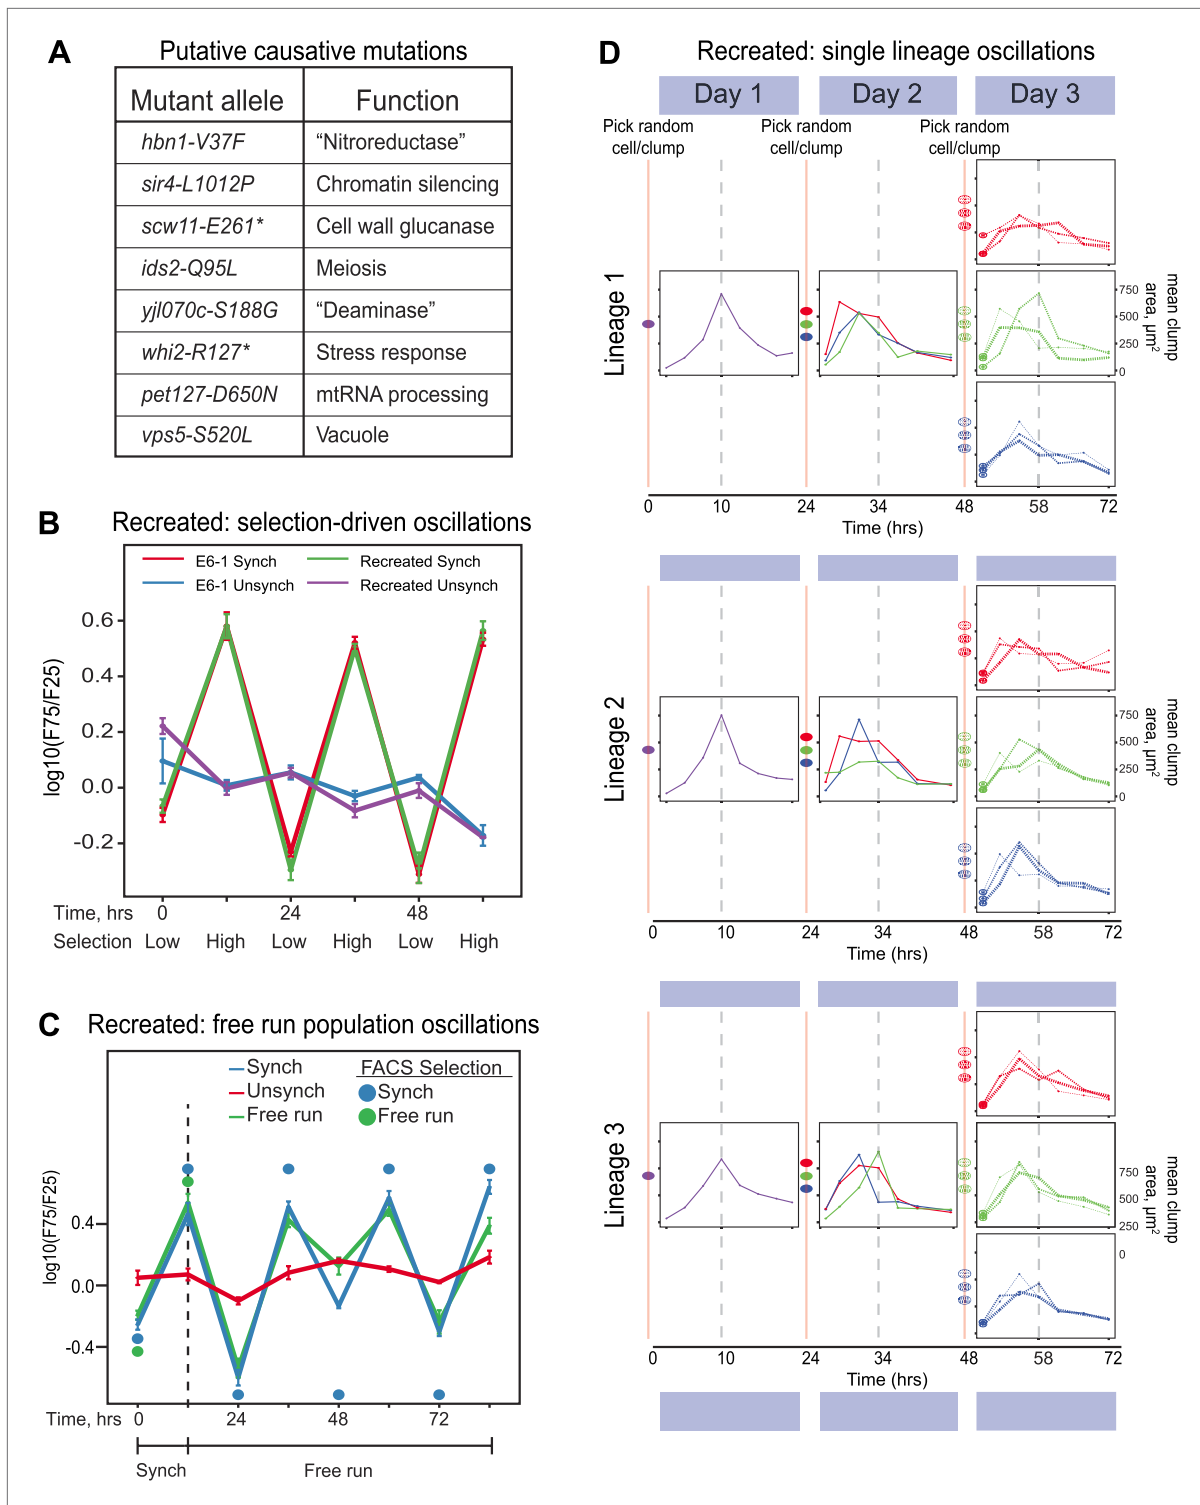 A
Putative causative mutations
Mutant allele Function
hbn1-V37F “Nitroreductase”
sir4-L1012P Chromatin silencing
scw11-E261* Cell wall glucanase
ids2-Q95L Meiosis
yjl070c-S188G “Deaminase”
whi2-R127* Stress response
pet127-D650N mtRNA processing
vps5-S520L Vacuole
B
Recreated: selection-driven oscillations
E6-1 Synch Recreated Synch
E6-1 Unsynch Recreated Unsynch
log10(F75/F25)
0.6
0.4
0.2
0.0
-0.2
Time, hrs 0 24 48
Selection Low High Low High Low High
C
Recreated: free run population oscillations
Synch FACS Selection
Unsynch Synch
Free run Free run
log10(F75/F25)
0.4
0.0
-0.4
Time, hrs 0 24 48 72
Synch Free run
D
Recreated: single lineage oscillations
Day 1 Day 2 Day 3
Pick random Pick random Pick random
cell/clump cell/clump cell/clump
Lineage 1
750
500
250
0
mean clump
area, µm2
0 10 24 34 48 58 72
Time (hrs)
Lineage 2
750
500
250
0
mean clump
area, µm2
0 10 24 34 48 58 72
Time (hrs)
Lineage 3
750
500
250
0
mean clump
area, µm2
0 10 24 34 48 58 72
Time (hrs)